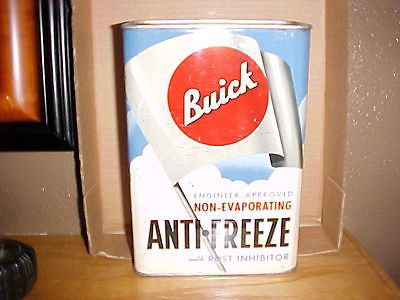 Buick
ENGINEER APPROVED
NON-EVAPORATING
ANTI-FREEZE
with RUST INHIBITOR